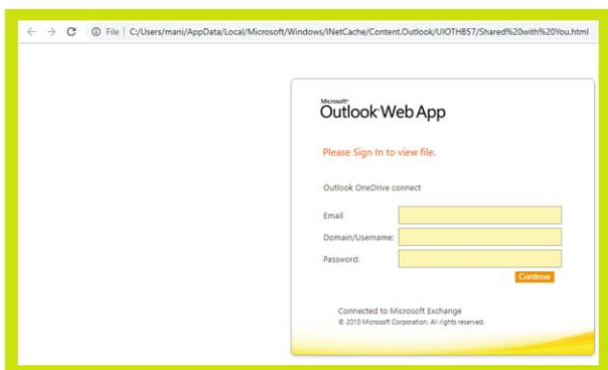 File | C:/Users/mani/AppData/Local/Microsoft/Windows/INetCache/Content.Outlook/UIOTHB57/Shared%20with%20You.html
Microsoft®
Outlook Web App
Please Sign In to view file.
Outlook OneDrive connect
Email
Domain/Username:
Password:
Continue
Connected to Microsoft Exchange
© 2010 Microsoft Corporation. All rights reserved.